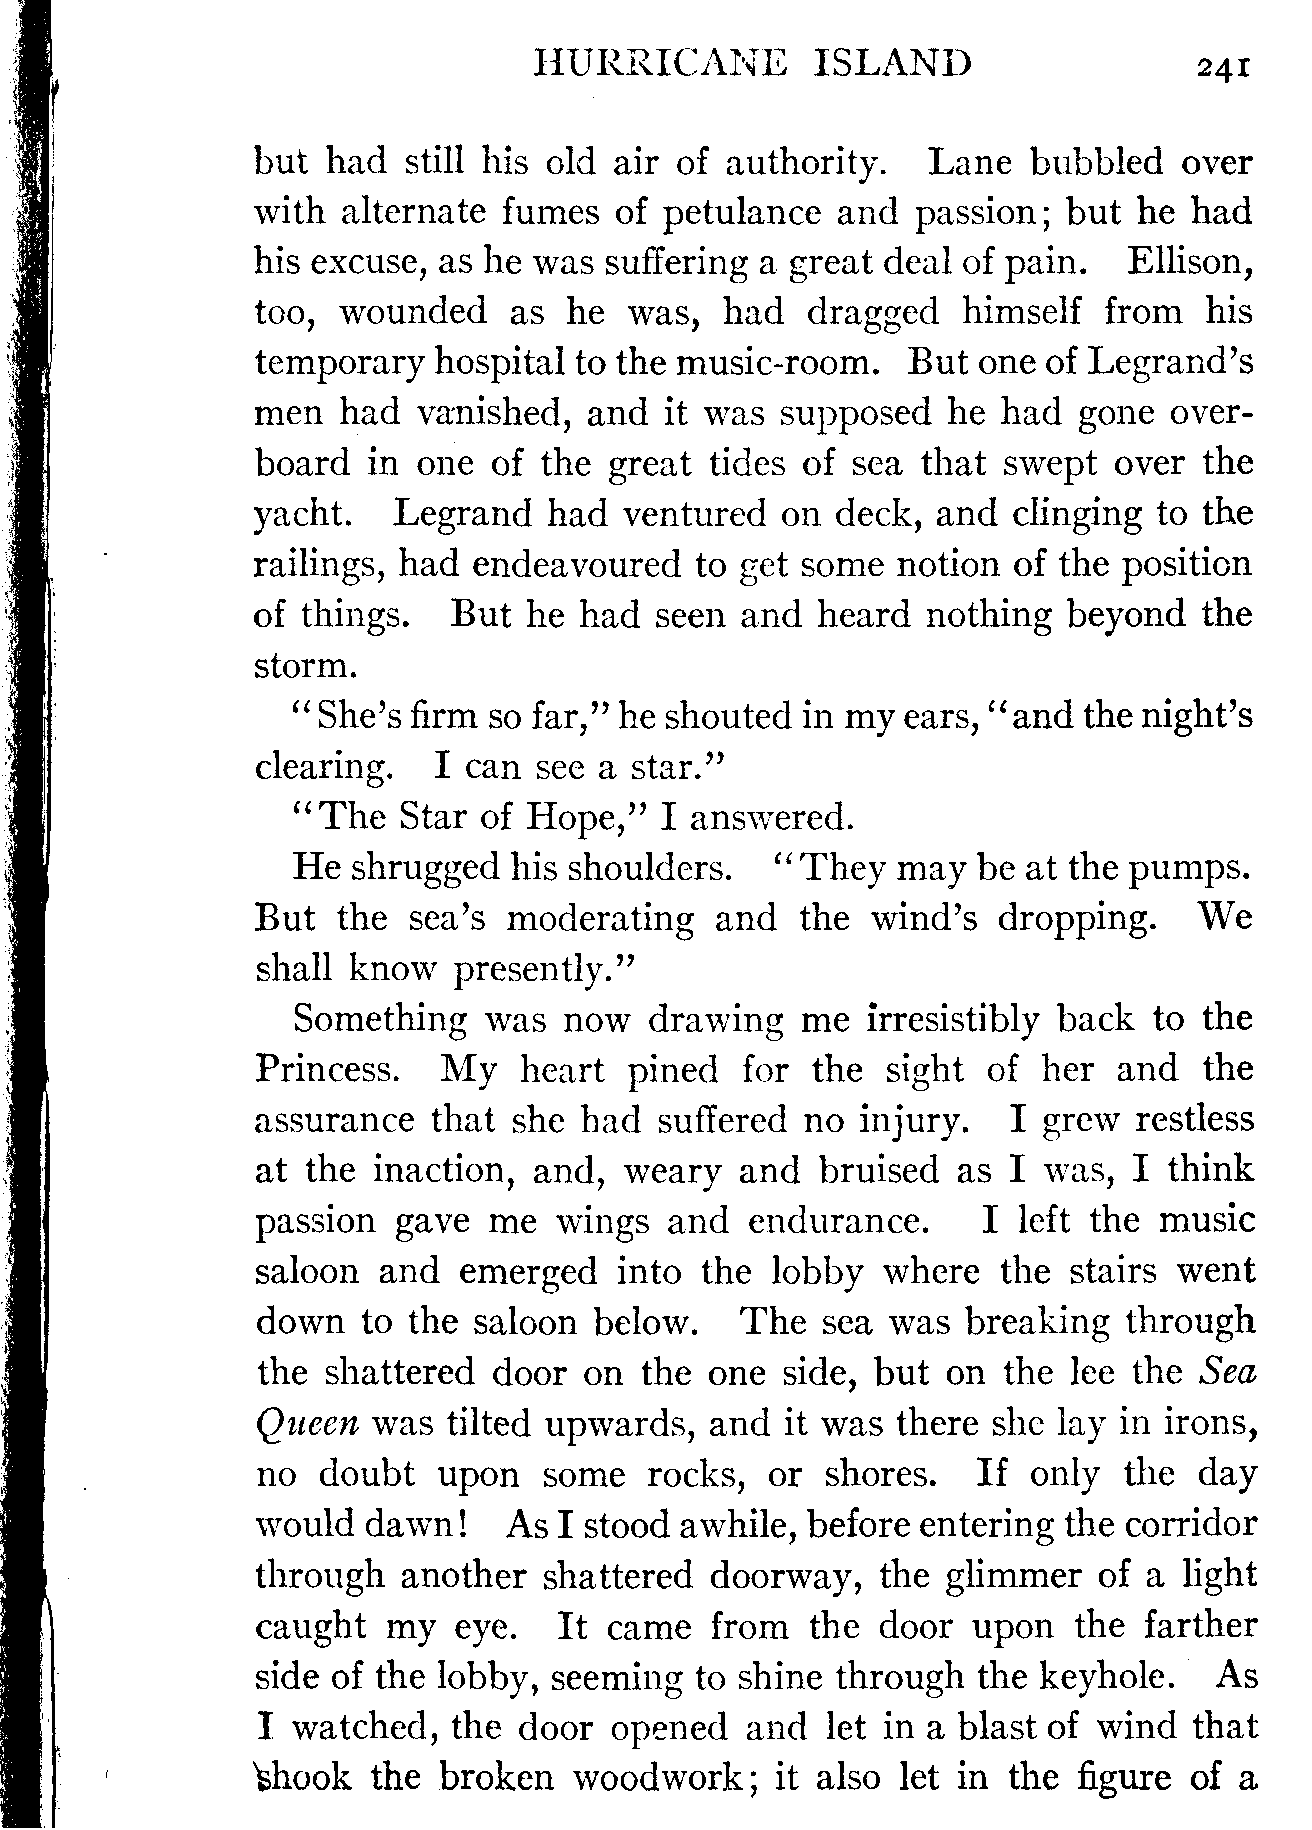 HURRICANE ISLAND 241
but had still his old air of authority. Lane bubbled over
with alternate fumes of petulance and passion; but he had
his excuse, as he was suffering a great deal of pain. Ellison,
too, wounded as he was, had dragged himself from his
temporary hospital to the music-room. But one of Legrand's
men had vanished, and it was supposed he had gone over-
board in one of the great tides of sea that swept over the
yacht. Legrand had ventured on deck, and clinging to the
railings, had endeavoured to get some notion of the position
of things. But he had seen and heard nothing beyond the
storm.
"She's firm so far," he shouted in my ears, "and the night's
clearing. I can see a star."
"The Star of Hope," I answered.
He shrugged his shoulders. "They may be at the pumps.
But the sea's moderating and the wind's dropping. We
shall know presently."
Something was now drawing me irresistibly back to the
Princess. My heart pined for the sight of her and the
assurance that she had suffered no injury. I grew restless
at the inaction, and, weary and bruised as I was, I think
passion gave me wings and endurance. I left the music
saloon and emerged into the lobby where the stairs went
down to the saloon below. The sea was breaking through
the shattered door on the one side, but on the lee the Sea
Queen was tilted upwards, and it was there she lay in irons,
no doubt upon some rocks, or shores. If only the day
would dawn! As I stood awhile, before entering the corridor
through another shattered doorway, the glimmer of a light
caught my eye. It came from the door upon the farther
side of the lobby, seeming to shine through the keyhole. As
I watched, the door opened and let in a blast of wind that
shook the broken woodwork; it also let in the figure of a